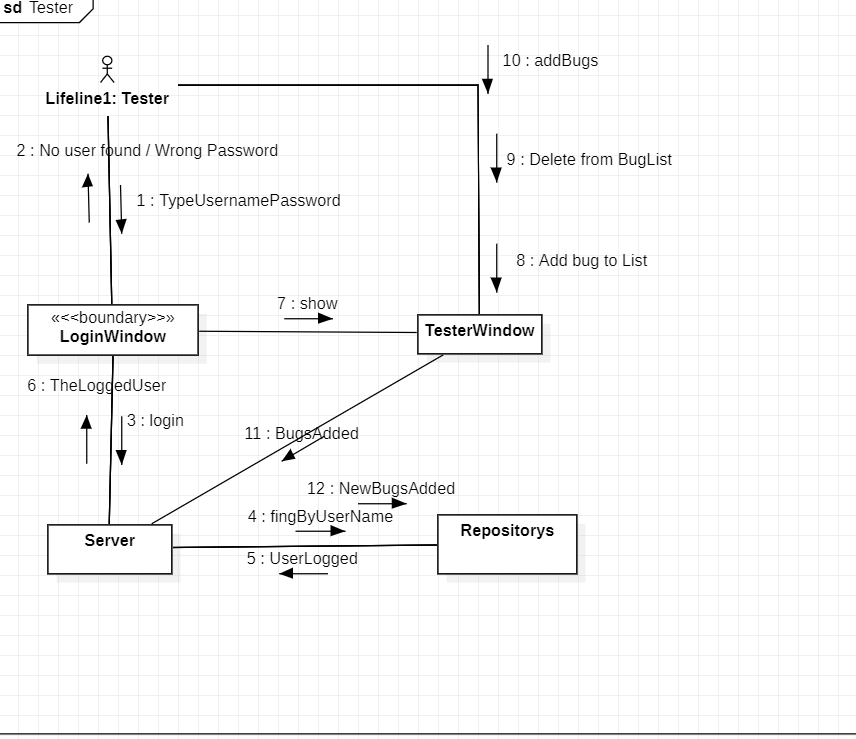 sd Tester
10 : addBugs
Lifeline1: Tester
2 : No user found / Wrong Password
9 : Delete from BugList
1 : TypeUsernamePassword
8 : Add bug to List
7 : show
«<<boundary>>»
LoginWindow
TesterWindow
6 : TheLoggedUser
3 : login
11 : BugsAdded
12 : NewBugsAdded
4 : fingByUserName
Server
Repositorys
5 : UserLogged